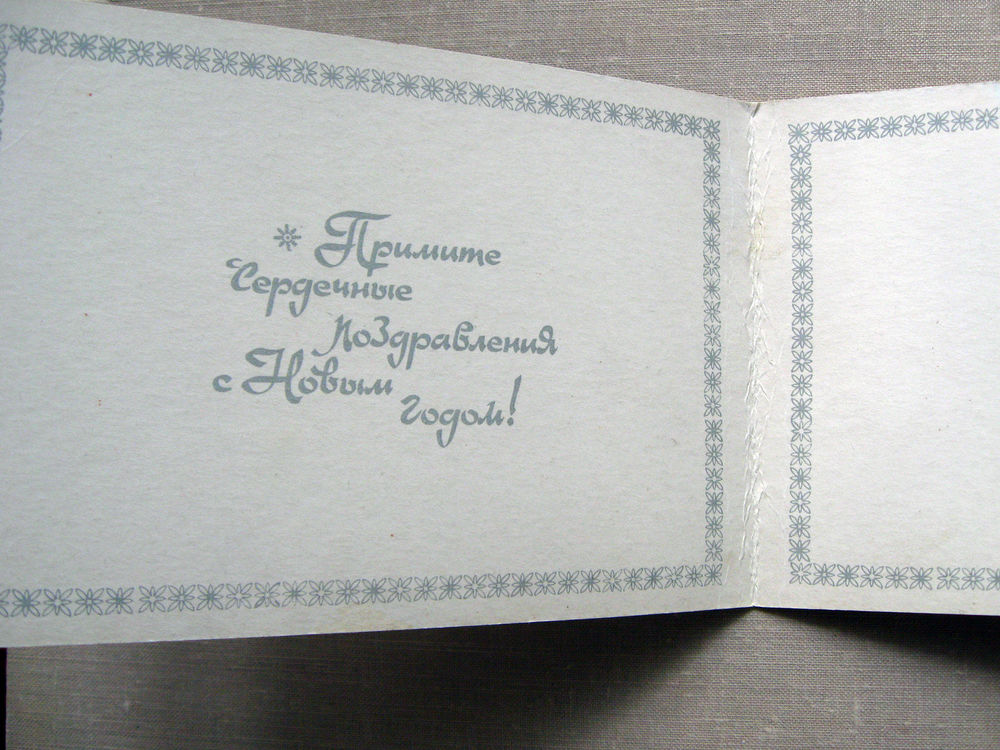 Примите
Сердечные
поздравления
с Новым
годом!